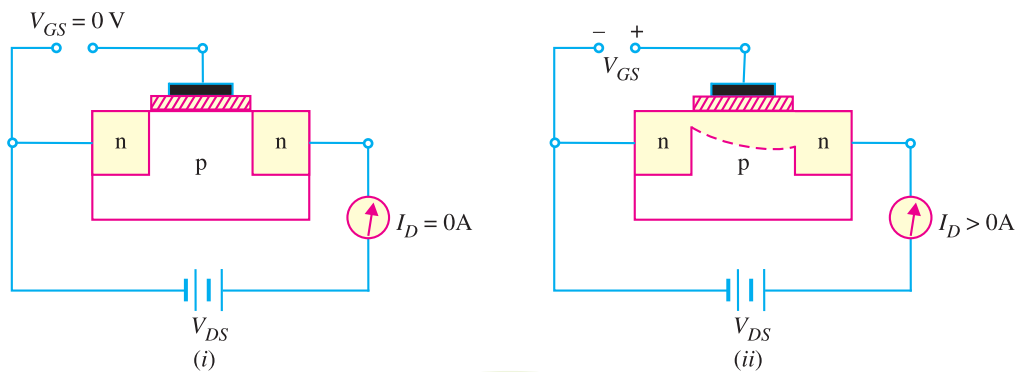 V_GS = 0 V
n
n
p
I_D = 0A
V_DS
(i)
− +
V_GS
n
n
p
I_D > 0A
V_DS
(ii)